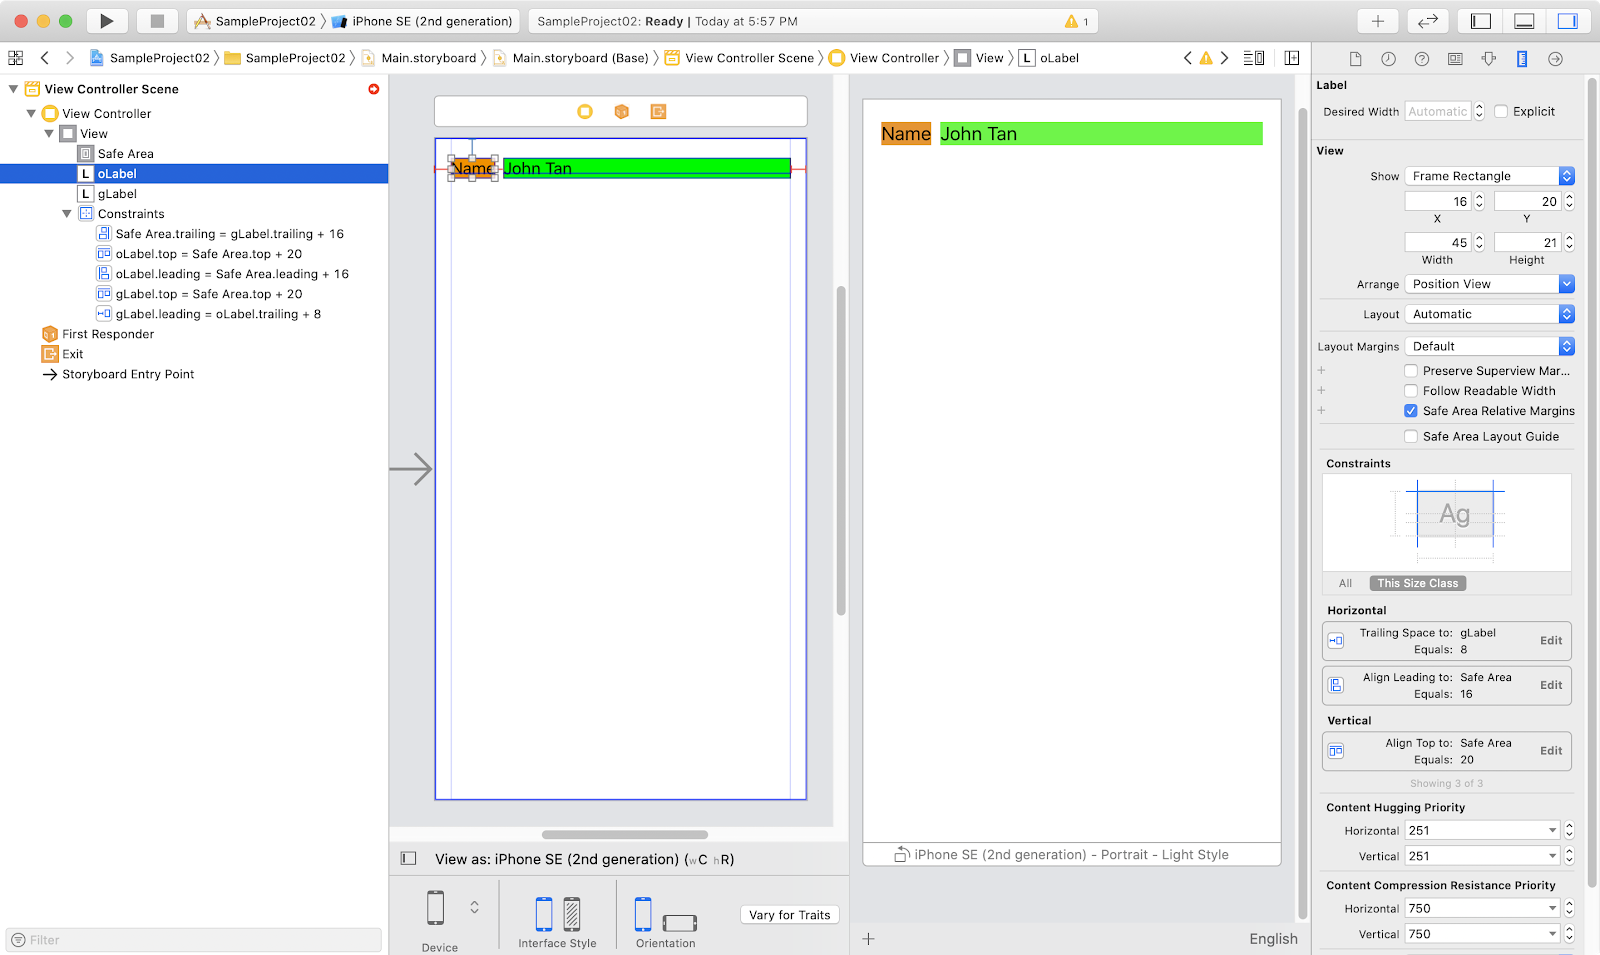 SampleProject02 〉 iPhone SE (2nd generation)
SampleProject02: Ready | Today at 5:57 PM
1
SampleProject02 〉 SampleProject02 〉 Main.storyboard 〉 Main.storyboard (Base) 〉 View Controller Scene 〉 View Controller 〉 View 〉 L oLabel
View Controller Scene
View Controller
View
Safe Area
L oLabel
L gLabel
Constraints
Safe Area.trailing = gLabel.trailing + 16
oLabel.top = Safe Area.top + 20
oLabel.leading = Safe Area.leading + 16
gLabel.top = Safe Area.top + 20
gLabel.leading = oLabel.trailing + 8
First Responder
Exit
Storyboard Entry Point
Filter
Name John Tan
View as: iPhone SE (2nd generation) (wC hR)
Device
Interface Style
Orientation
Vary for Traits
Name John Tan
iPhone SE (2nd generation) - Portrait - Light Style
English
Label
Desired Width Automatic Explicit
View
Show Frame Rectangle
16 20
X Y
45 21
Width Height
Arrange Position View
Layout Automatic
Layout Margins Default
Preserve Superview Mar...
Follow Readable Width
Safe Area Relative Margins
Safe Area Layout Guide
Constraints
Ag
All This Size Class
Horizontal
Trailing Space to: gLabel
Equals: 8
Edit
Align Leading to: Safe Area
Equals: 16
Edit
Vertical
Align Top to: Safe Area
Equals: 20
Edit
Showing 3 of 3
Content Hugging Priority
Horizontal 251
Vertical 251
Content Compression Resistance Priority
Horizontal 750
Vertical 750